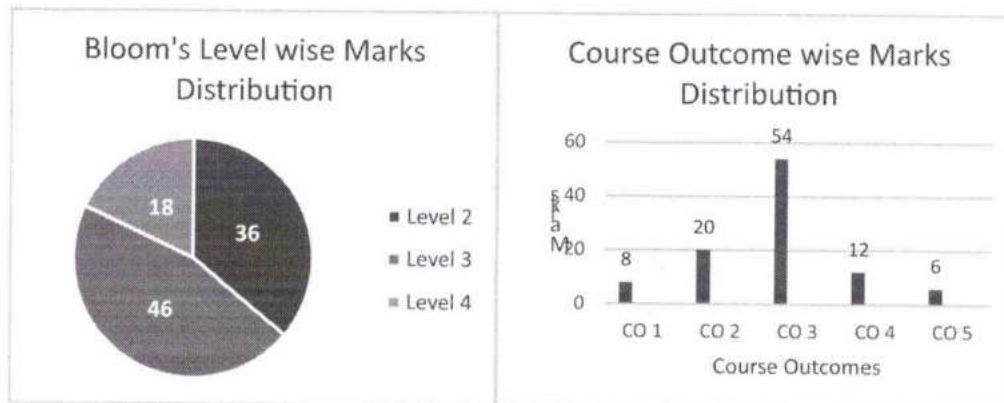 Bloom's Level wise Marks
Distribution
18
36
46
Level 2
Level 3
Level 4
Course Outcome wise Marks
Distribution
60
40
20
0
Marks
8
20
54
12
6
CO 1
CO 2
CO 3
CO 4
CO 5
Course Outcomes